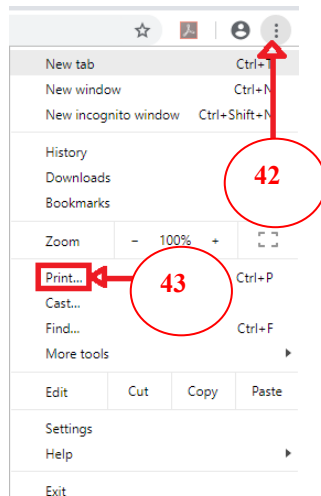 New tab Ctrl+T
New window Ctrl+N
New incognito window Ctrl+Shift+N
42
History
Downloads
Bookmarks
Zoom - 100% +
Print... Ctrl+P
43
Cast...
Find... Ctrl+F
More tools
Edit Cut Copy Paste
Settings
Help
Exit